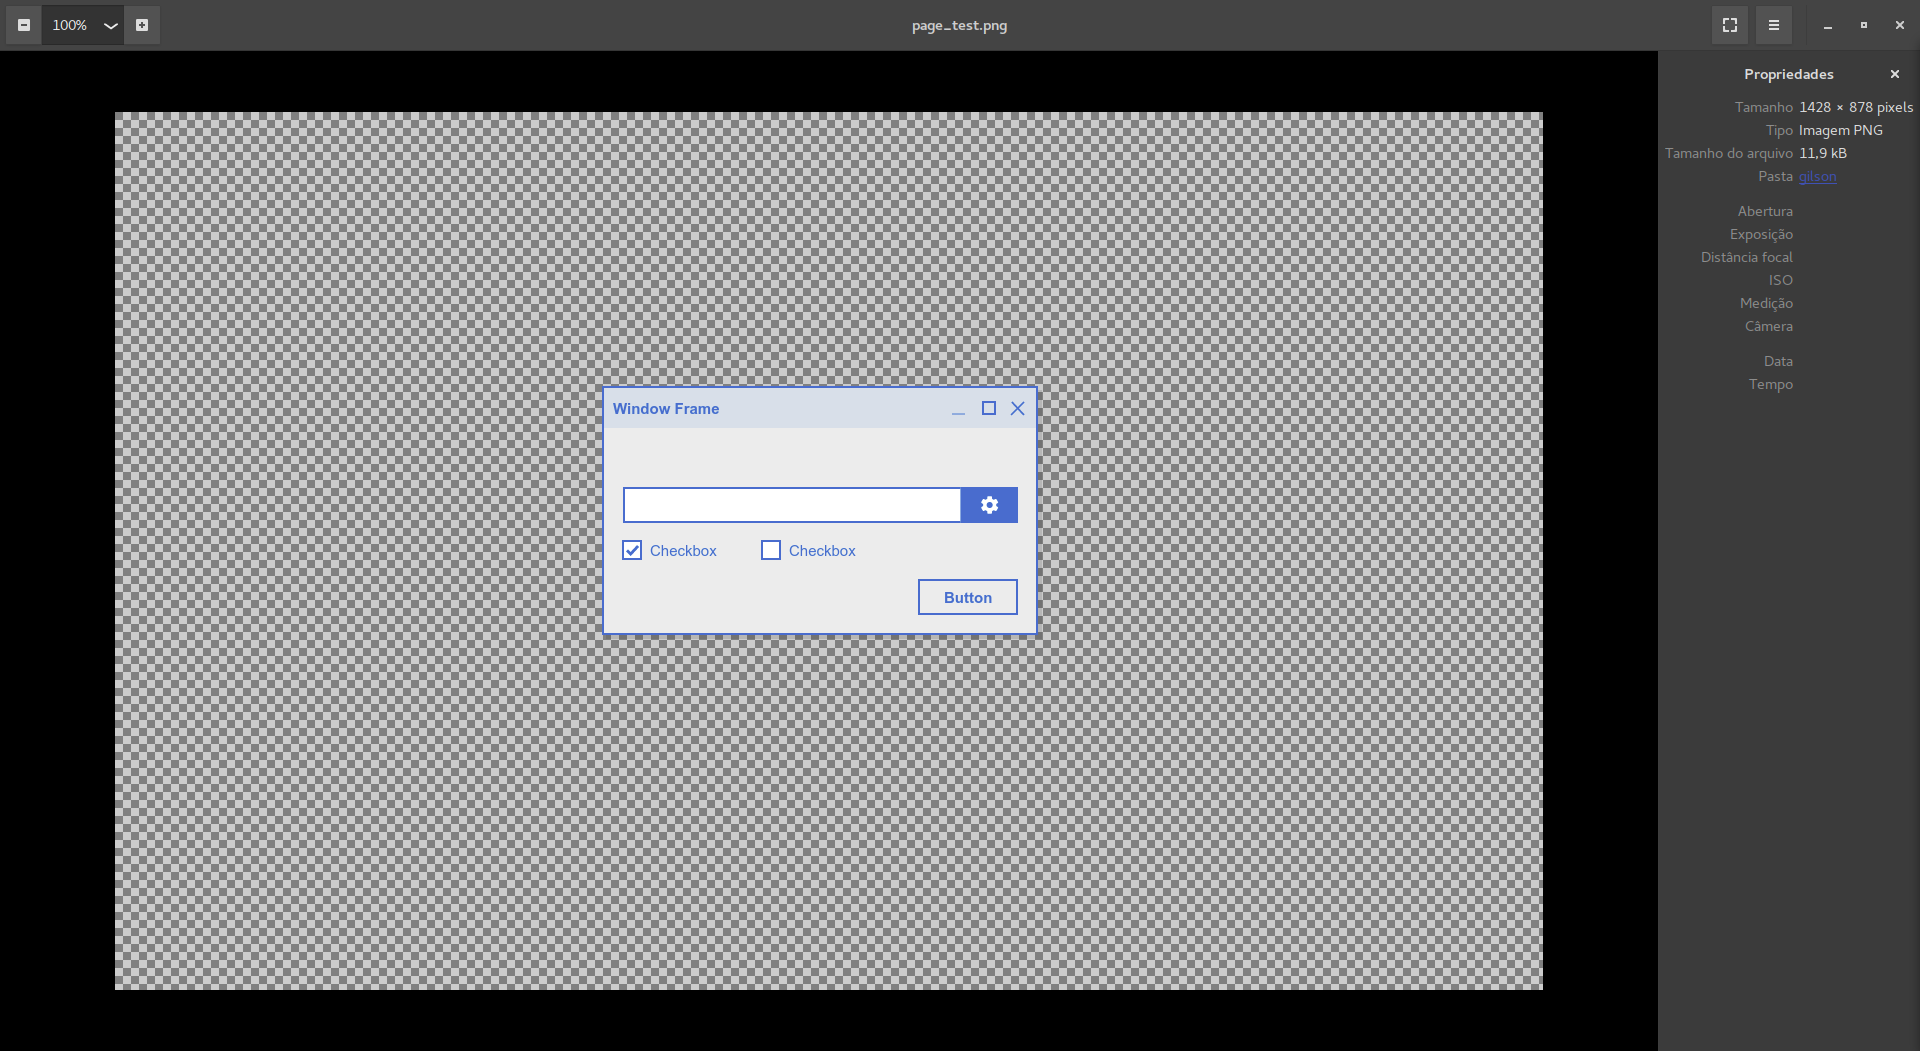 100%
page_test.png
Propriedades
Tamanho 1428 × 878 pixels
Tipo Imagem PNG
Tamanho do arquivo 11,9 kB
Pasta gilson
Abertura
Exposição
Distância focal
ISO
Medição
Câmera
Data
Tempo
Window Frame
Checkbox Checkbox
Button